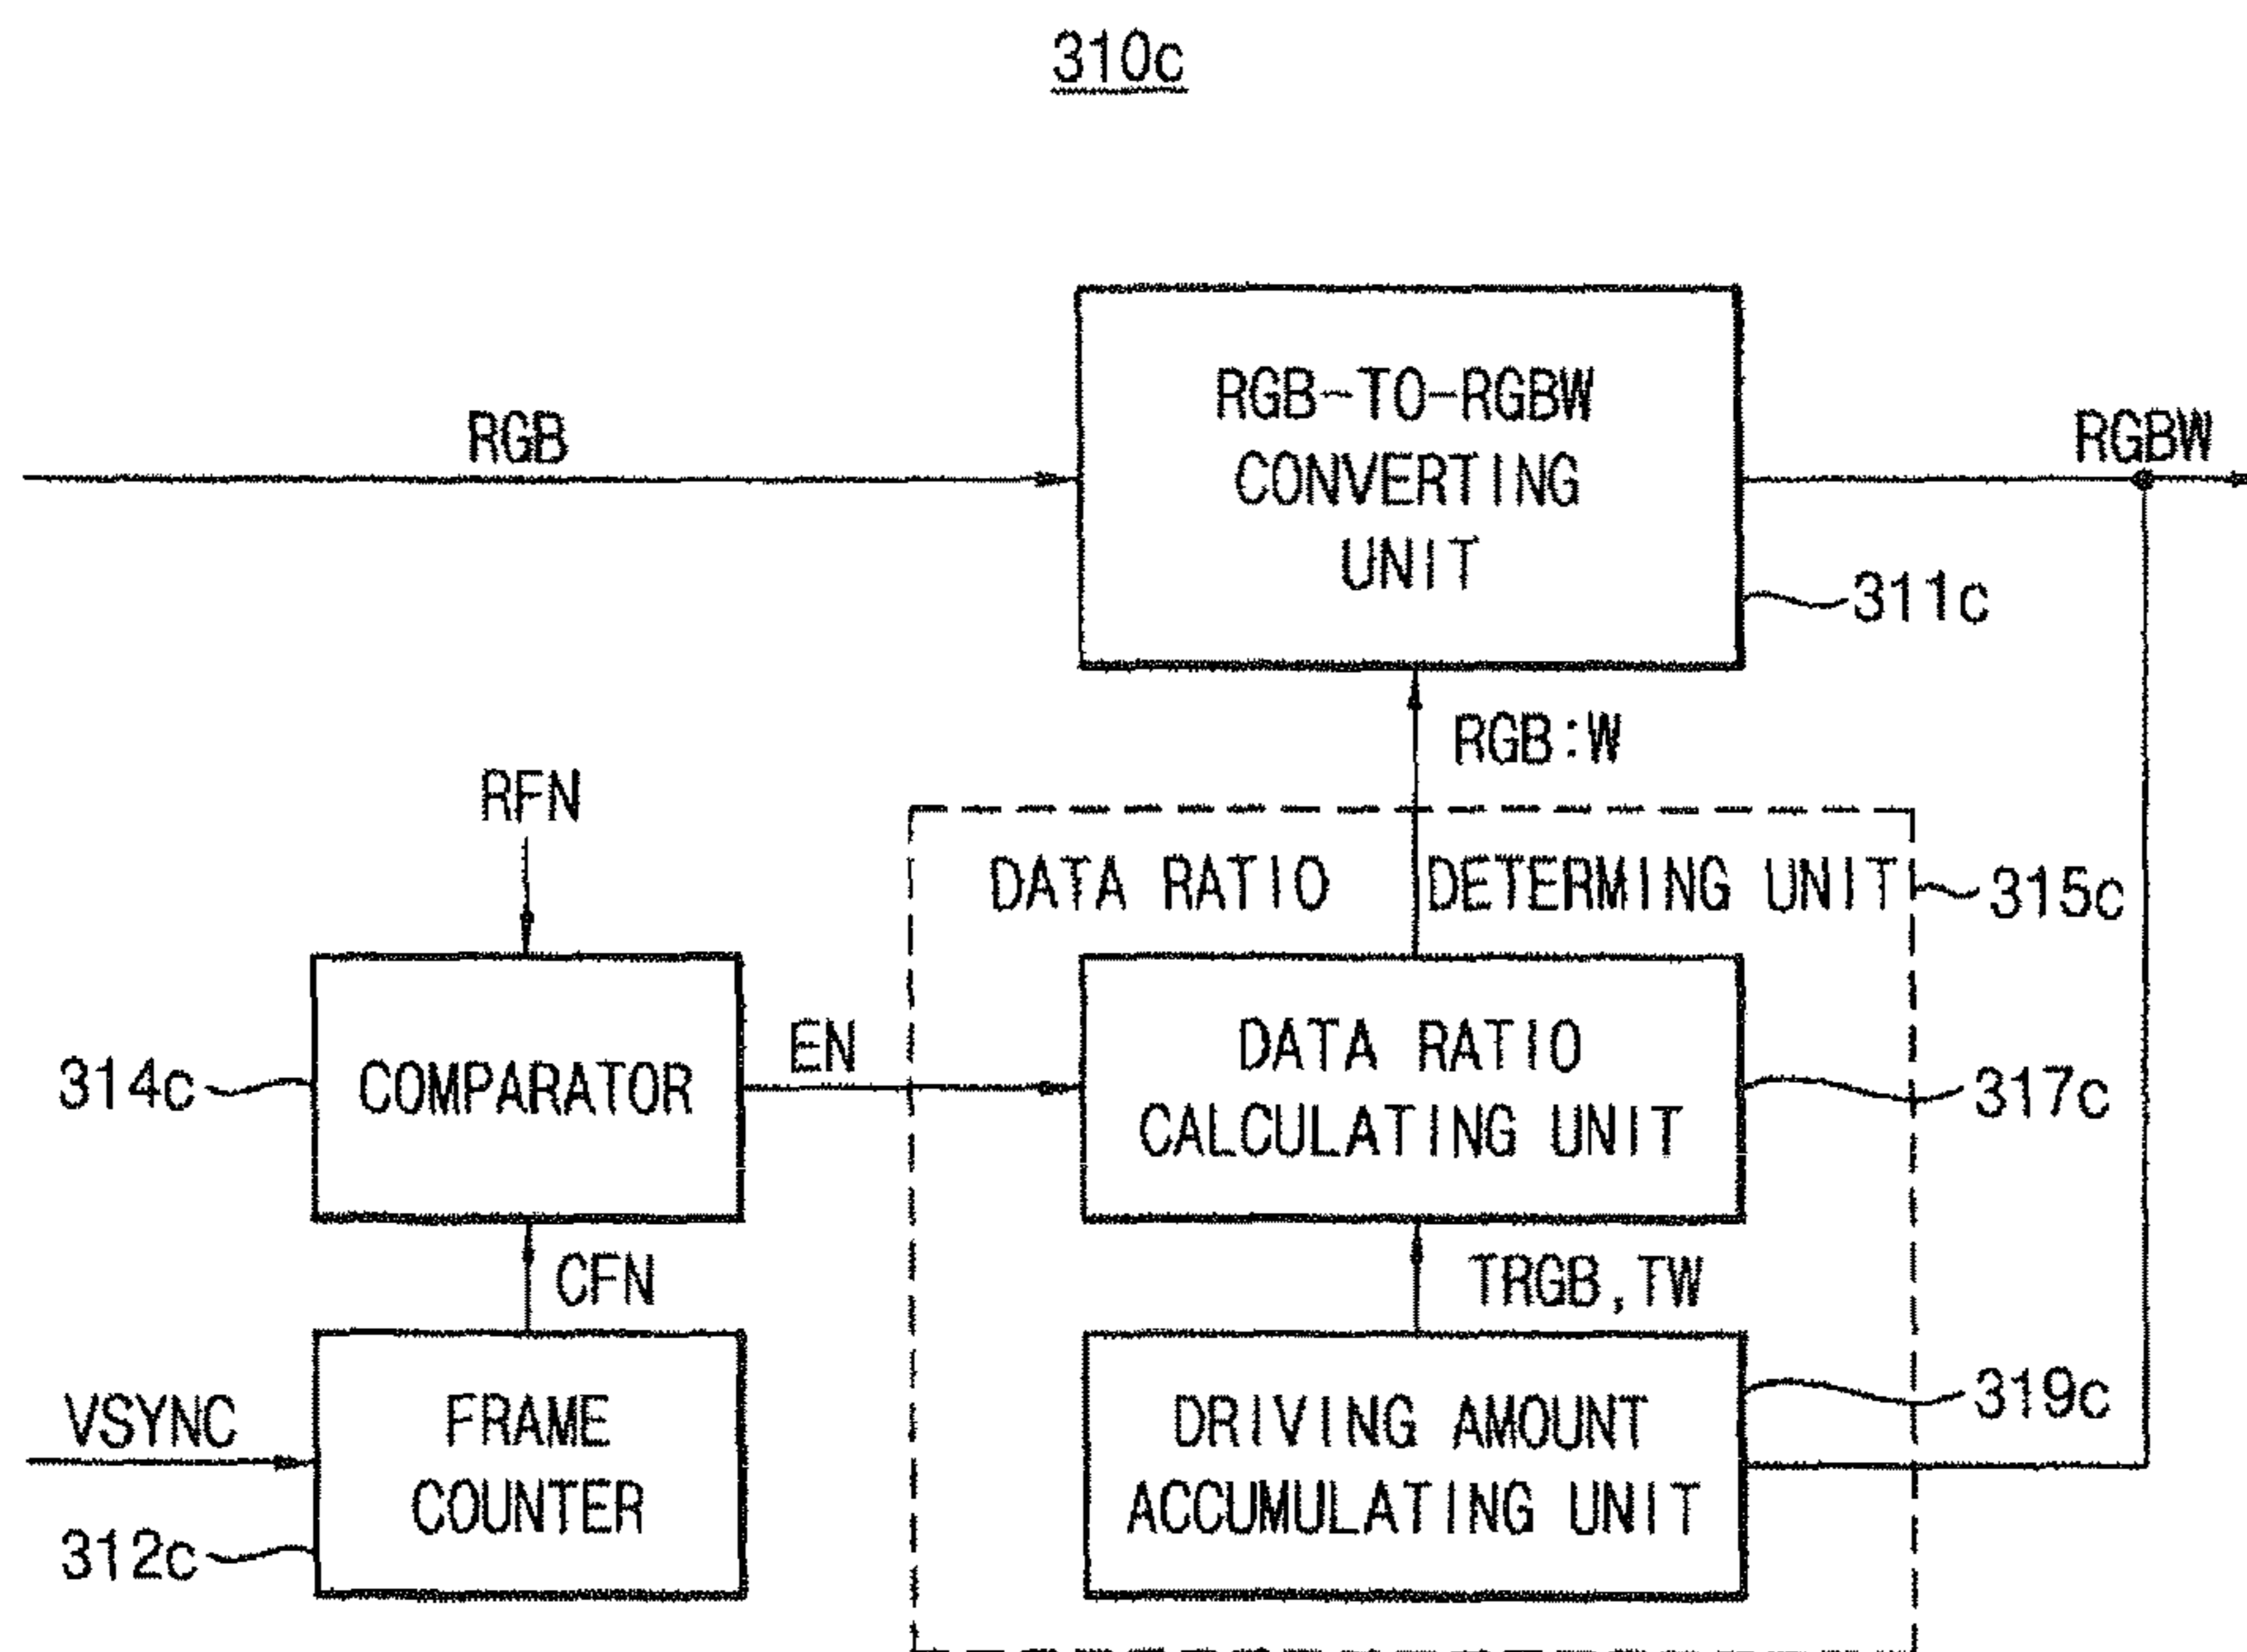 310c
RGB
RGB-TO-RGBW
CONVERTING
UNIT
RGBW
311c
RGB:W
RFN
DATA RATIO DETERMING UNIT
315c
314c
COMPARATOR
EN
DATA RATIO
CALCULATING UNIT
317c
CFN
TRGB,TW
VSYNC
FRAME
COUNTER
312c
DRIVING AMOUNT
ACCUMULATING UNIT
319c